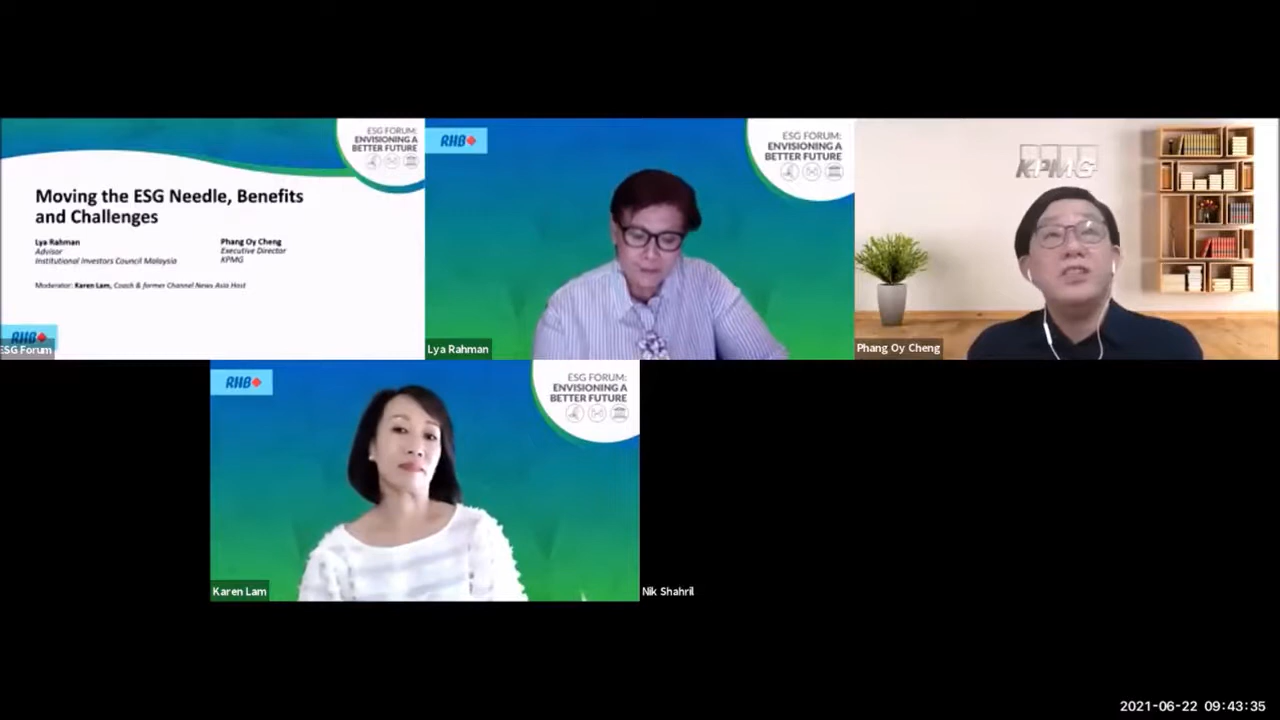 ESG FORUM:
ENVISIONING A
BETTER FUTURE
Moving the ESG Needle, Benefits
and Challenges
Lya Rahman
Advisor
Institutional Investors Council Malaysia
Phang Oy Cheng
Executive Director
KPMG
Moderator: Karen Lam, Coach & former Channel News Asia Host
RHB
ESG Forum
RHB
ESG FORUM:
ENVISIONING A
BETTER FUTURE
Lya Rahman
KPMG
Phang Oy Cheng
RHB
ESG FORUM:
ENVISIONING A
BETTER FUTURE
Karen Lam
Nik Shahril
2021-06-22 09:43:35